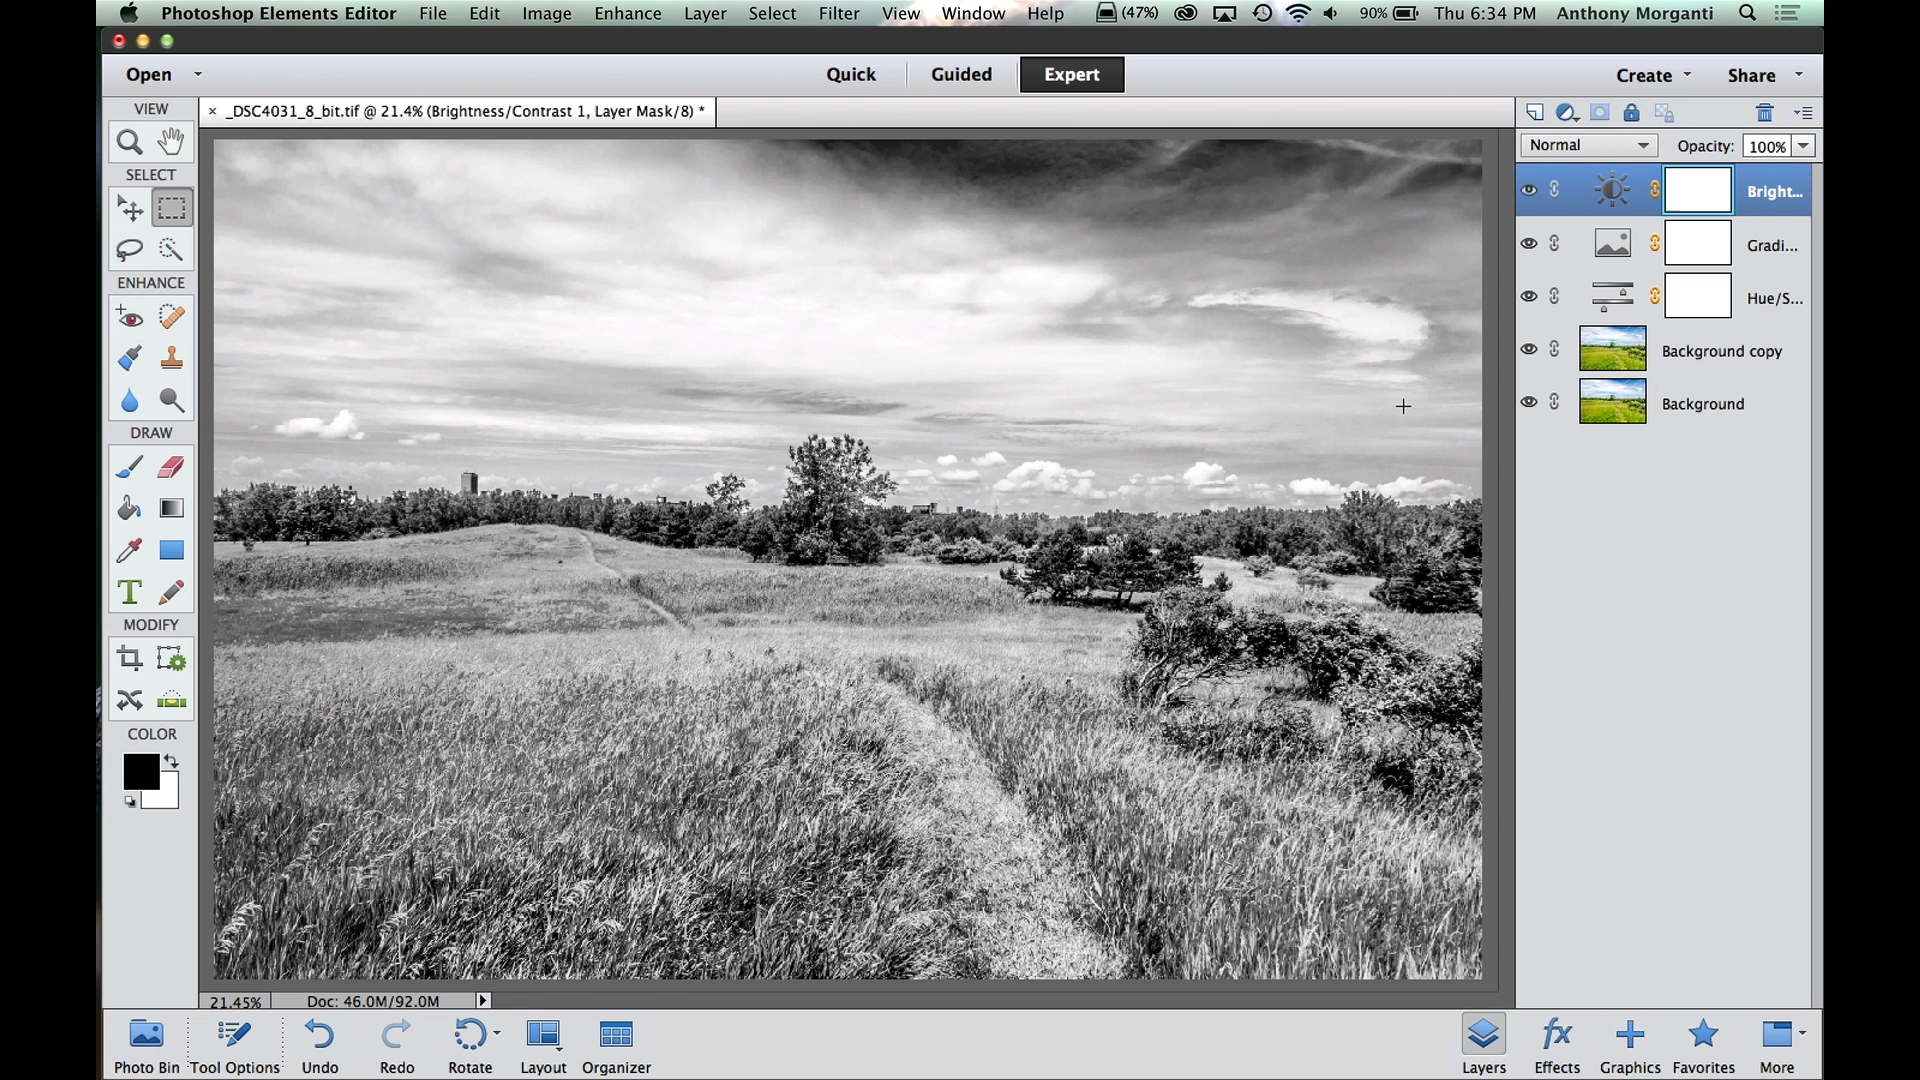 Photoshop Elements Editor File Edit Image Enhance Layer Select Filter View Window Help (47%) 90% Thu 6:34 PM Anthony Morganti
Open Quick Guided Expert Create Share
VIEW
× _DSC4031_8_bit.tif @ 21.4% (Brightness/Contrast 1, Layer Mask/8) *
Normal Opacity: 100%
SELECT
Bright...
Gradi...
ENHANCE
Hue/S...
Background copy
Background
DRAW
T
MODIFY
COLOR
21.45% Doc: 46.0M/92.0M
Photo Bin Tool Options Undo Redo Rotate Layout Organizer
fx
Layers Effects Graphics Favorites More